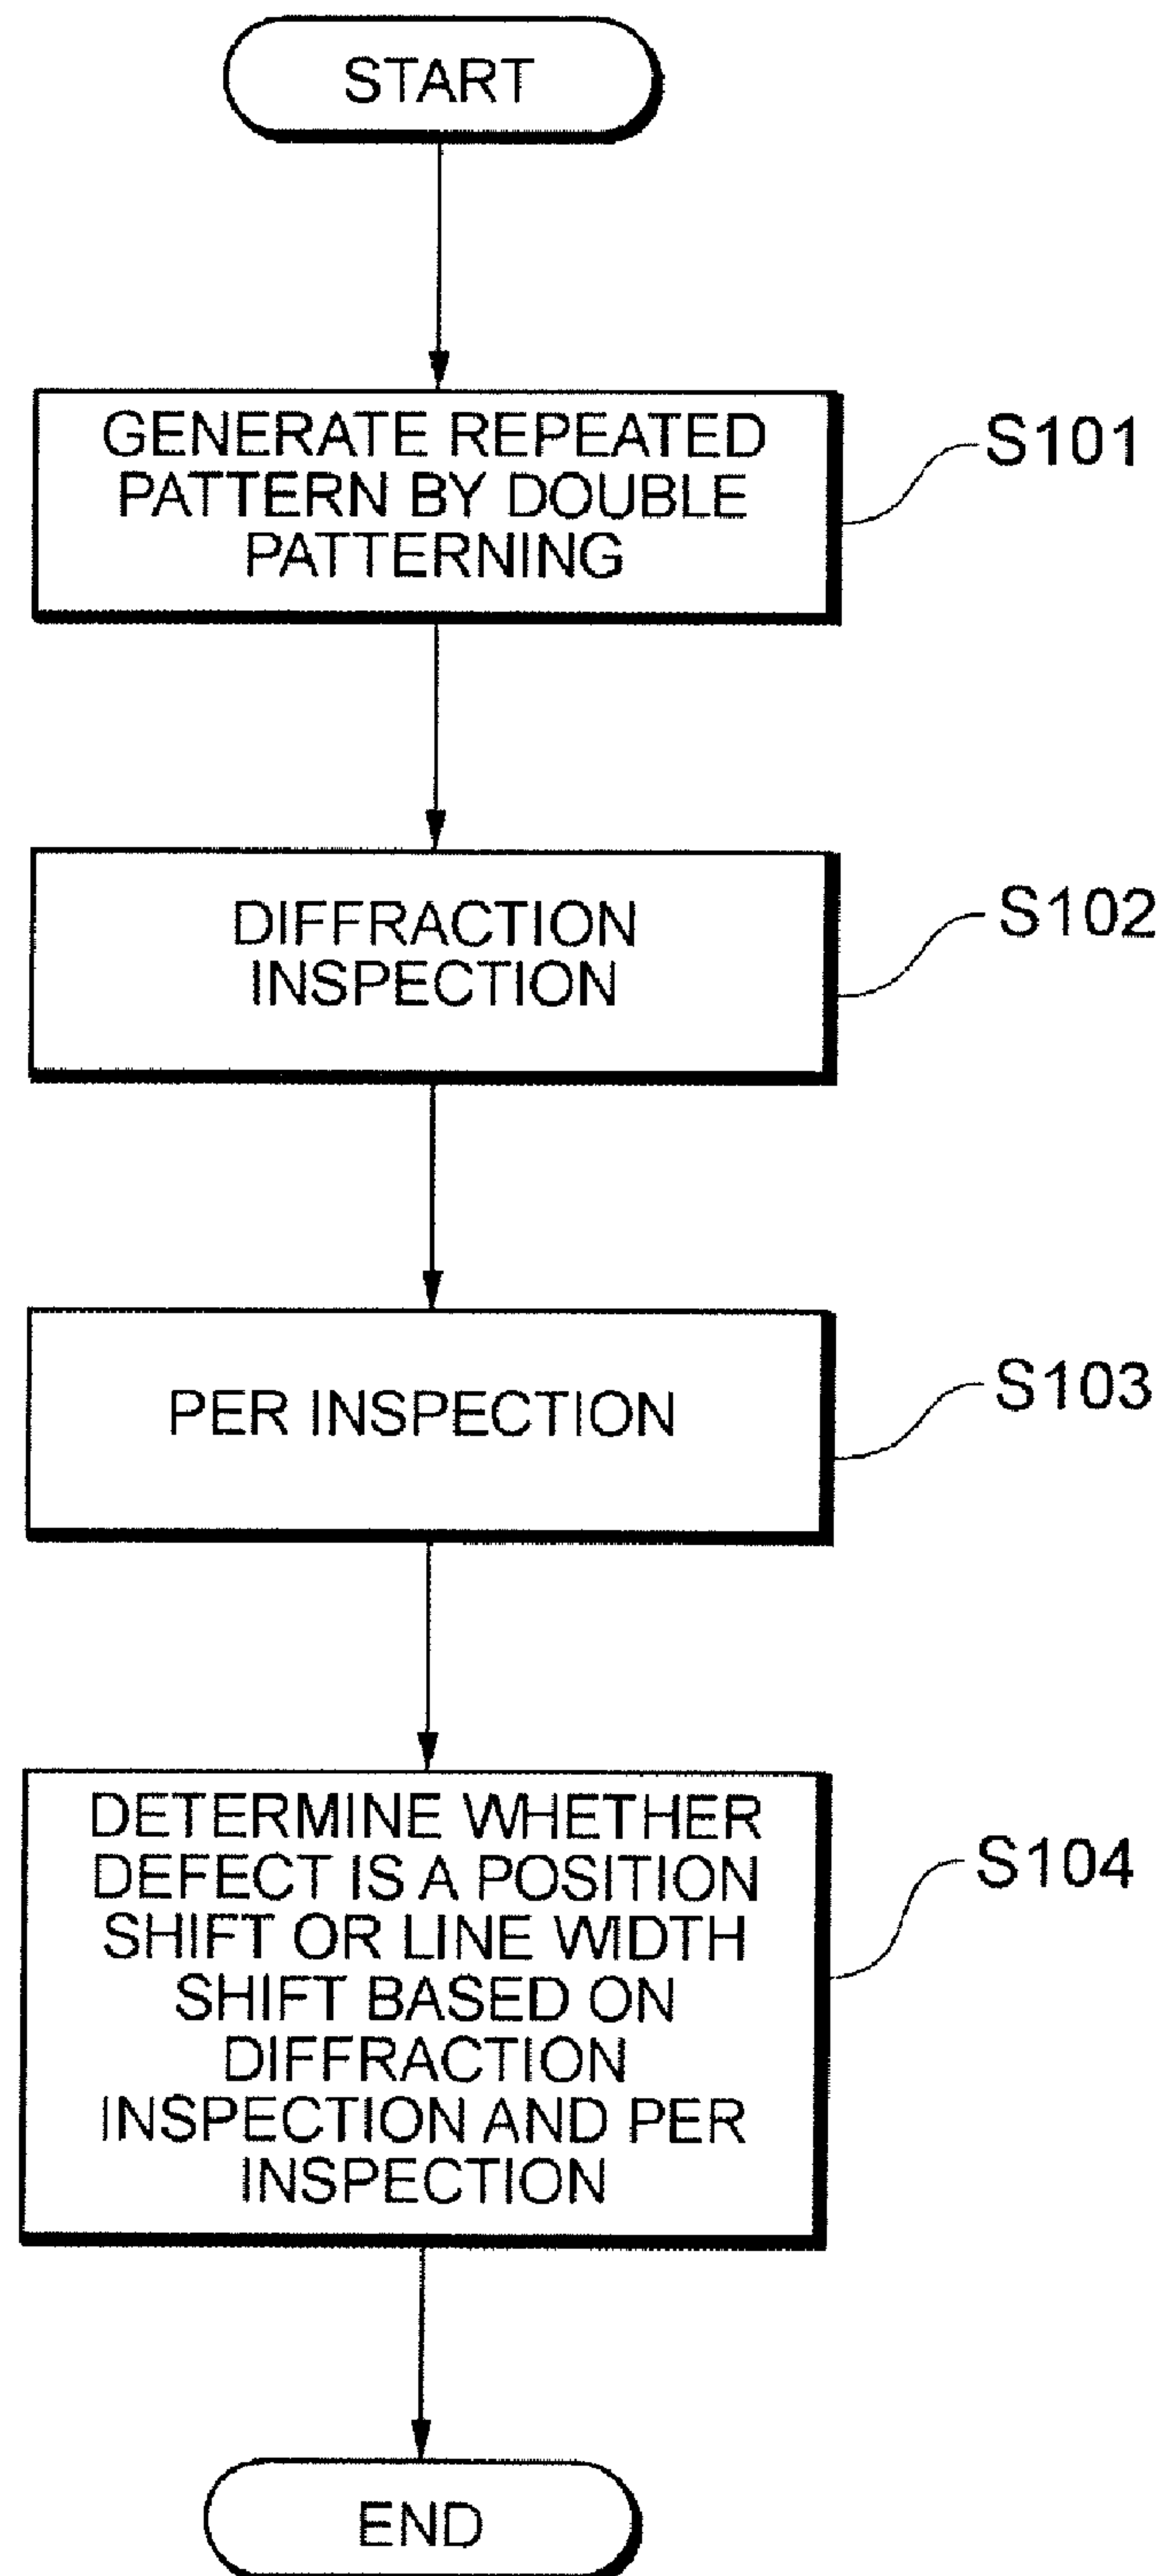 START
GENERATE REPEATED
PATTERN BY DOUBLE
PATTERNING
S101
DIFFRACTION
INSPECTION
S102
PER INSPECTION
S103
DETERMINE WHETHER
DEFECT IS A POSITION
SHIFT OR LINE WIDTH
SHIFT BASED ON
DIFFRACTION
INSPECTION AND PER
INSPECTION
S104
END